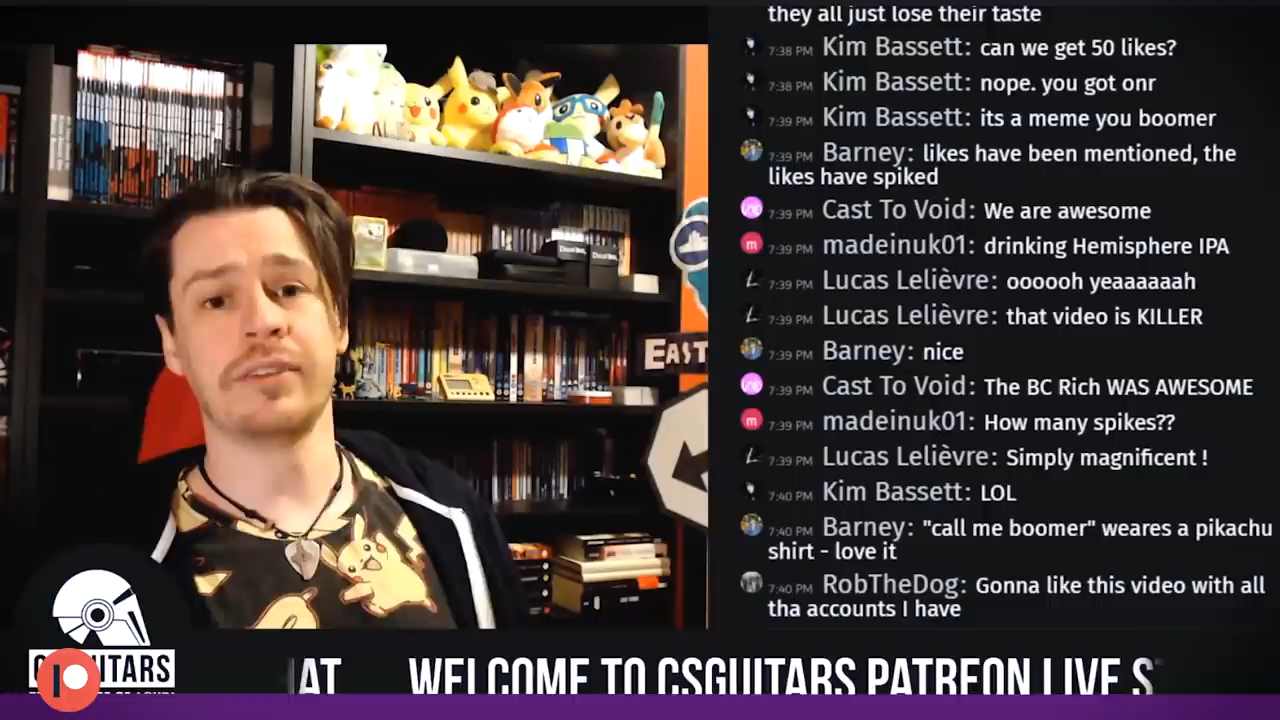 they all just lose their taste
7:38 PM Kim Bassett: can we get 50 likes?
7:38 PM Kim Bassett: nope. you got onr
7:39 PM Kim Bassett: its a meme you boomer
7:39 PM Barney: likes have been mentioned, the
likes have spiked
7:39 PM Cast To Void: We are awesome
m 7:39 PM madeinuk01: drinking Hemisphere IPA
7:39 PM Lucas Lelièvre: oooooh yeaaaaaah
7:39 PM Lucas Lelièvre: that video is KILLER
7:39 PM Barney: nice
7:39 PM Cast To Void: The BC Rich WAS AWESOME
m 7:39 PM madeinuk01: How many spikes??
7:39 PM Lucas Lelièvre: Simply magnificent !
7:40 PM Kim Bassett: LOL
7:40 PM Barney: "call me boomer" weares a pikachu
shirt - love it
7:40 PM RobTheDog: Gonna like this video with all
tha accounts I have
EAST
AT WELCOME TO CSGUITARS PATREON LIVE S